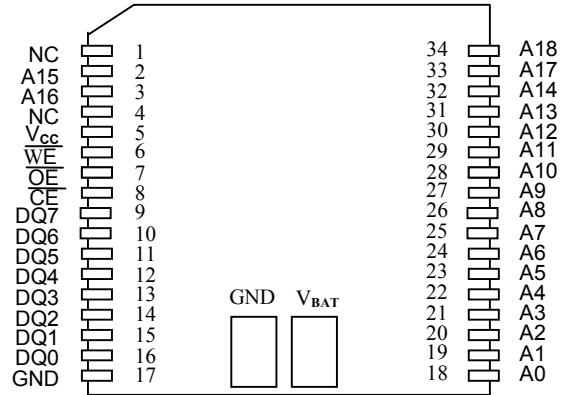 NC 1 34 A18
A15 2 33 A17
A16 3 32 A14
NC 4 31 A13
Vcc 5 30 A12
WE 6 29 A11
OE 7 28 A10
CE 8 27 A9
DQ7 9 26 A8
DQ6 10 25 A7
DQ5 11 24 A6
DQ4 12 23 A5
DQ3 13 GND VBAT 22 A4
DQ2 14 21 A3
DQ1 15 20 A2
DQ0 16 19 A1
GND 17 18 A0